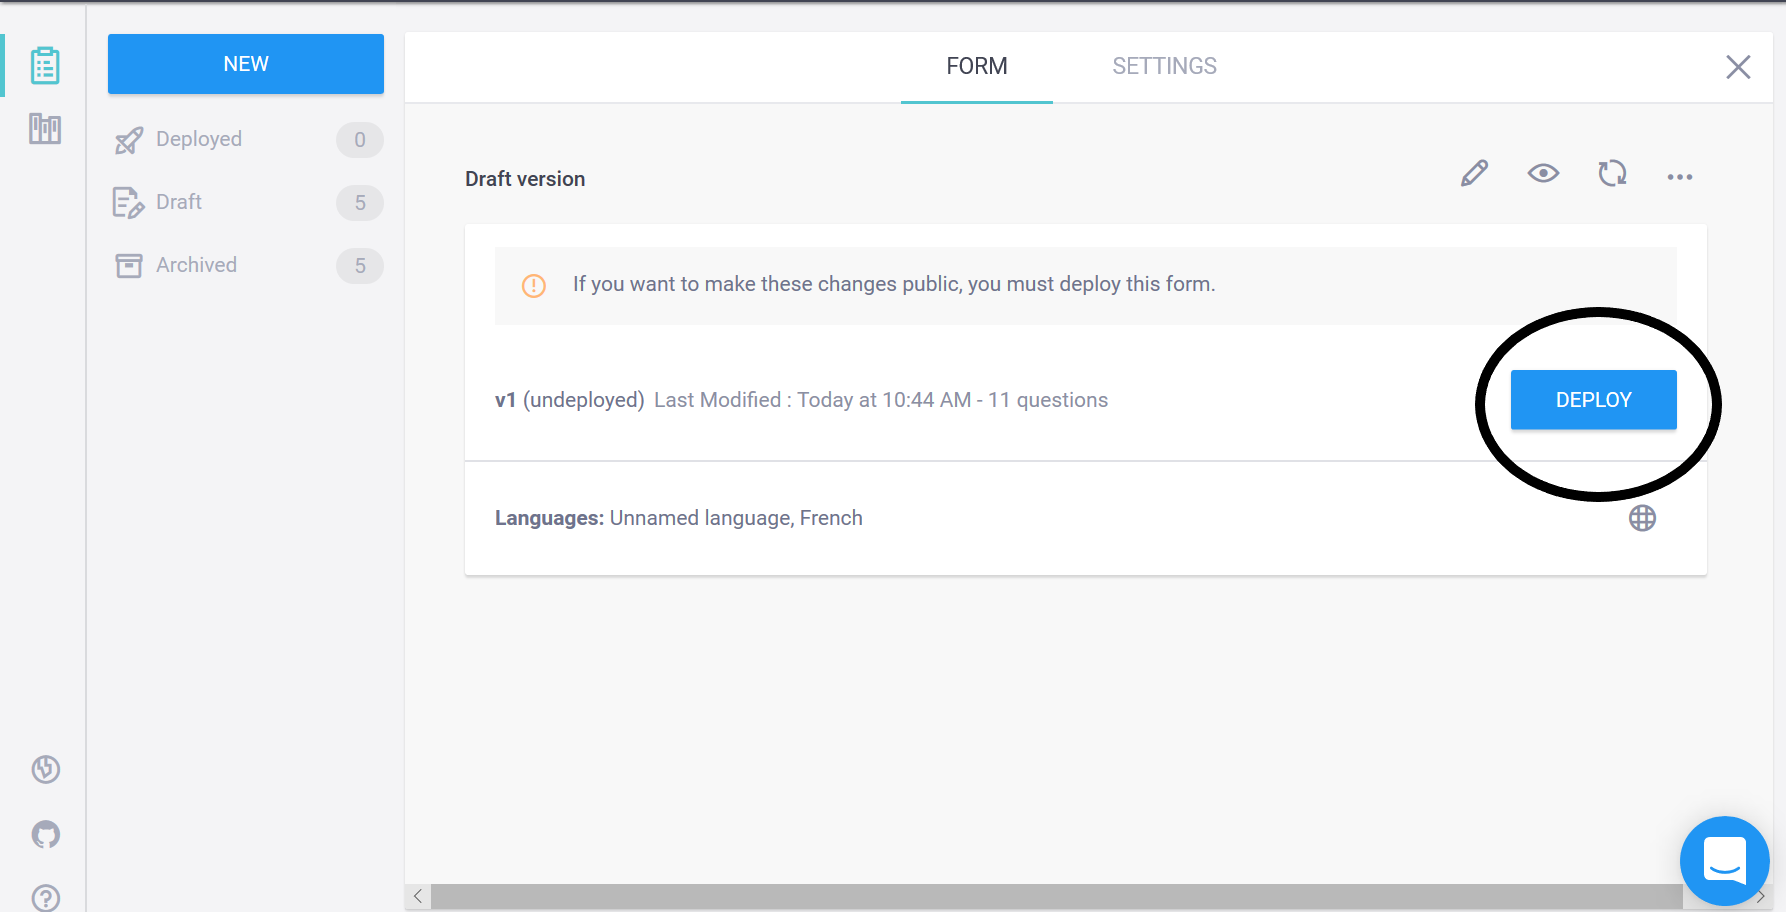 NEW
Deployed 0
Draft 5
Archived 5
FORM SETTINGS
Draft version
If you want to make these changes public, you must deploy this form.
v1 (undeployed) Last Modified : Today at 10:44 AM - 11 questions
DEPLOY
Languages: Unnamed language, French